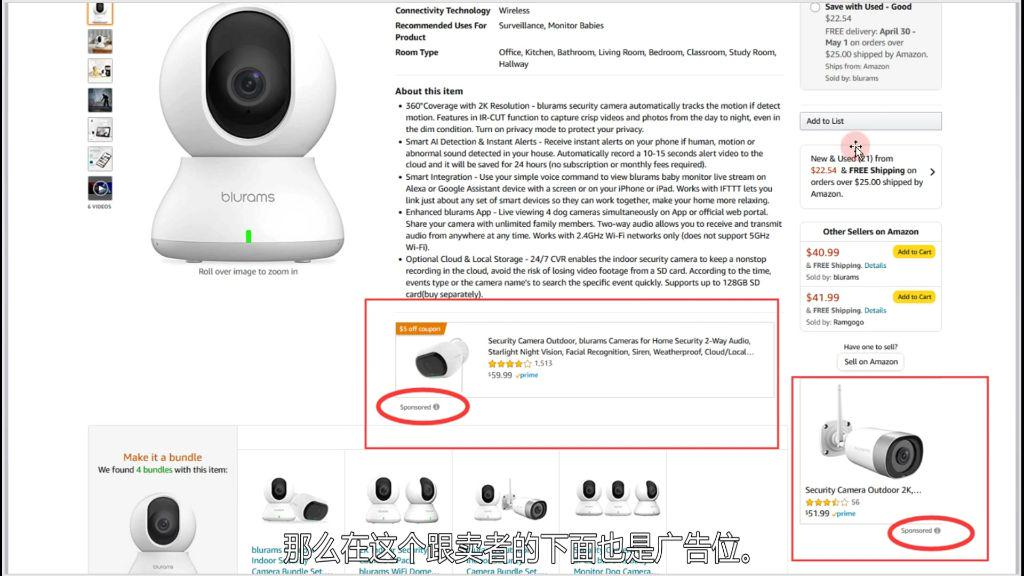 Connectivity Technology Wireless
Recommended Uses For Product Surveillance, Monitor Babies
Room Type Office, Kitchen, Bathroom, Living Room, Bedroom, Classroom, Study Room, Hallway
About this item
• 360°Coverage with 2K Resolution - blurams security camera automatically tracks the motion if detect
motion. Features in IR-CUT function to capture crisp videos and photos from the day to night, even in
the dim condition. Turn on privacy mode to protect your privacy.
• Smart AI Detection & Instant Alerts - Receive instant alerts on your phone if human, motion or
abnormal sound detected in your house. Automatically record a 10-15 seconds alert video to the
cloud and it will be saved for 24 hours (no subscription or monthly fees required).
• Smart Integration - Use your simple voice command to view blurams baby monitor live stream on
Alexa or Google Assistant device with a screen or on your iPhone or iPad. Works with IFTTT lets you
link just about any set of smart devices so they can work together, make your home more relaxing.
• Enhanced blurams App - Live viewing 4 dog cameras simultaneously on App or official web portal.
Share your camera with unlimited family members. Two-way audio allows you to receive and transmit
audio from anywhere at any time. Works with 2.4GHz Wi-Fi networks only (does not support 5GHz
Wi-Fi).
• Optional Cloud & Local Storage - 24/7 CVR enables the indoor security camera to keep a nonstop
recording in the cloud, avoid the risk of losing video footage from a SD card. According to the time,
events type or the camera name's to search the specific event quickly. Supports up to 128GB SD
card(buy separately).
6 VIDEOS
blurams
Roll over image to zoom in
$5 off coupon
Security Camera Outdoor, blurams Cameras for Home Security 2-Way Audio,
Starlight Night Vision, Facial Recognition, Siren, Weatherproof, Cloud/Local...
1,513
$59.99 prime
Sponsored
Save with Used - Good
$22.54
FREE delivery: April 30 -
May 1 on orders over
$25.00 shipped by Amazon.
Ships from: Amazon
Sold by: blurams
Add to List
New & Used (21) from
$22.54 & FREE Shipping on
orders over $25.00 shipped by
Amazon.
Other Sellers on Amazon
$40.99 Add to Cart
& FREE Shipping. Details
Sold by: blurams
$41.99 Add to Cart
& FREE Shipping. Details
Sold by: Ramgogo
Have one to sell?
Sell on Amazon
Security Camera Outdoor 2K,...
56
$51.99 prime
Sponsored
Make it a bundle
We found 4 bundles with this item:
blurams
Indoor S
Camera Bundle Set...
blurams WiFi Dome...
Camera Bundle Set...
Monitor Dog Camera...
那么在这个跟卖者的下面也是广告位。